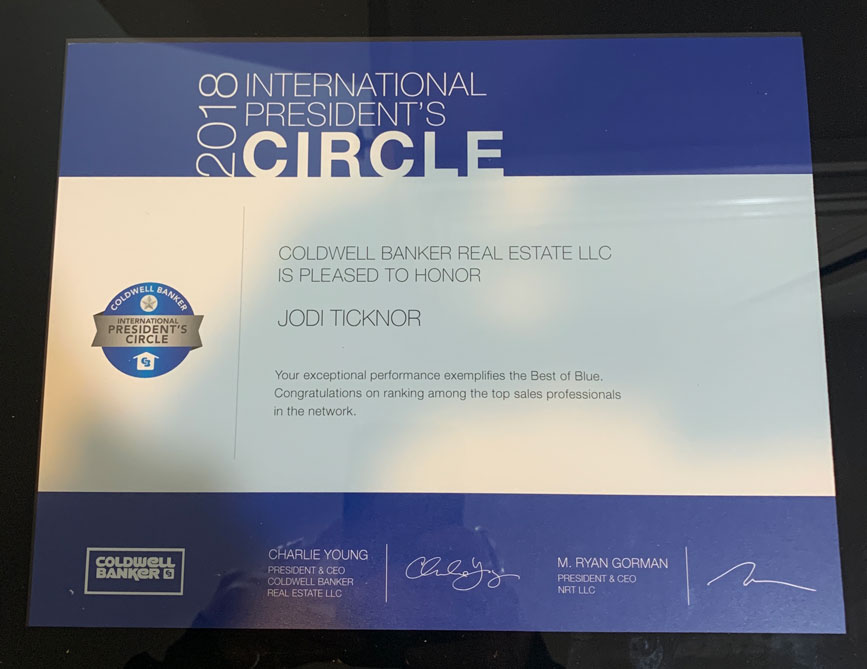 2018
INTERNATIONAL
PRESIDENT'S
CIRCLE
COLDWELL BANKER REAL ESTATE LLC
IS PLEASED TO HONOR
JODI TICKNOR
COLDWELL BANKER
INTERNATIONAL
PRESIDENT'S
CIRCLE
CB
Your exceptional performance exemplifies the Best of Blue.
Congratulations on ranking among the top sales professionals
in the network.
COLDWELL
BANKER CB
CHARLIE YOUNG
PRESIDENT & CEO
COLDWELL BANKER
REAL ESTATE LLC
M. RYAN GORMAN
PRESIDENT & CEO
NRT LLC